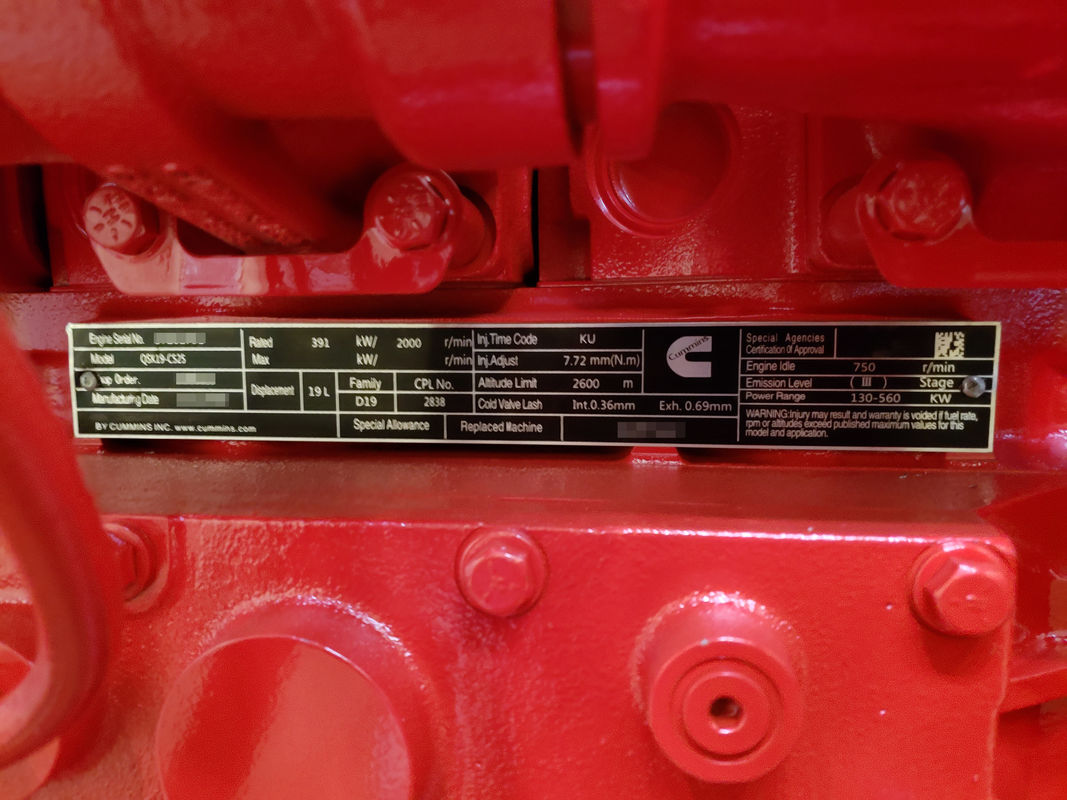 Engine Serial No.
Model QSK19-C525
op Order.
Manufacturing Date
BY CUMMINS INC. www.cummins.com
Rated 391 kW/ 2000 r/min
Max kW/ r/min
Displacement 19 L
Family CPL No.
D19 2838
Special Allowance Replaced Machine
Inj.Time Code KU
Inj.Adjust 7.72 mm(N.m)
Altitude Limit 2600 m
Cold Valve Lash Int.0.36mm Exh. 0.69mm
Cummins
Special Agencies
Certification Of Approval
Engine Idle 750 r/min
Emission Level (Ⅲ) Stage
Power Range 130-560 KW
WARNING:Injury may result and warranty is voided if fuel rate,
rpm or altitudes exceed published maximum values for this
model and application.